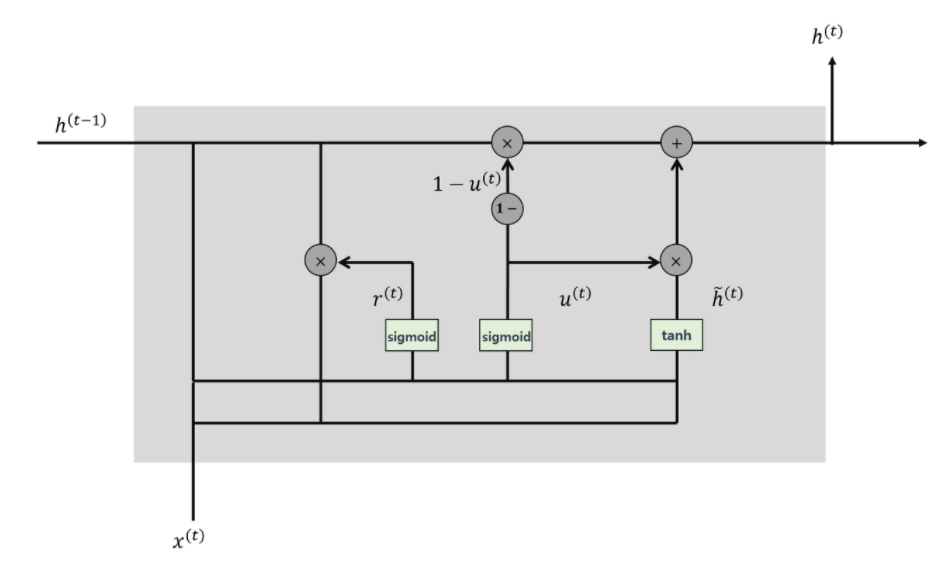 h^(t)
h^(t−1)
×
+
1 − u^(t)
1 −
×
×
r^(t)
u^(t)
h̃^(t)
sigmoid
sigmoid
tanh
x^(t)